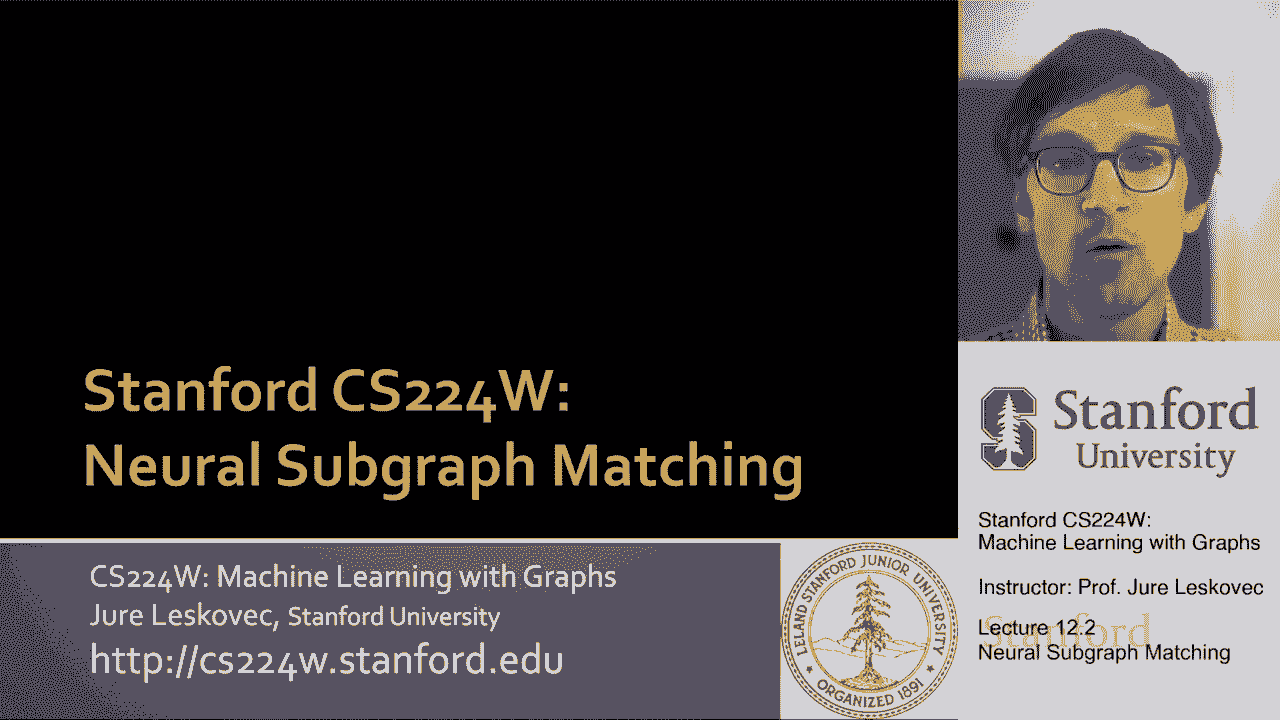 Stanford CS224W:
Neural Subgraph Matching
CS224W: Machine Learning with Graphs
Jure Leskovec, Stanford University
http://cs224w.stanford.edu
LELAND STANFORD JUNIOR UNIVERSITY
ORGANIZED 1891
Stanford
University
Stanford CS224W:
Machine Learning with Graphs
Instructor: Prof. Jure Leskovec
Stanford
Lecture 12.2
Neural Subgraph Matching